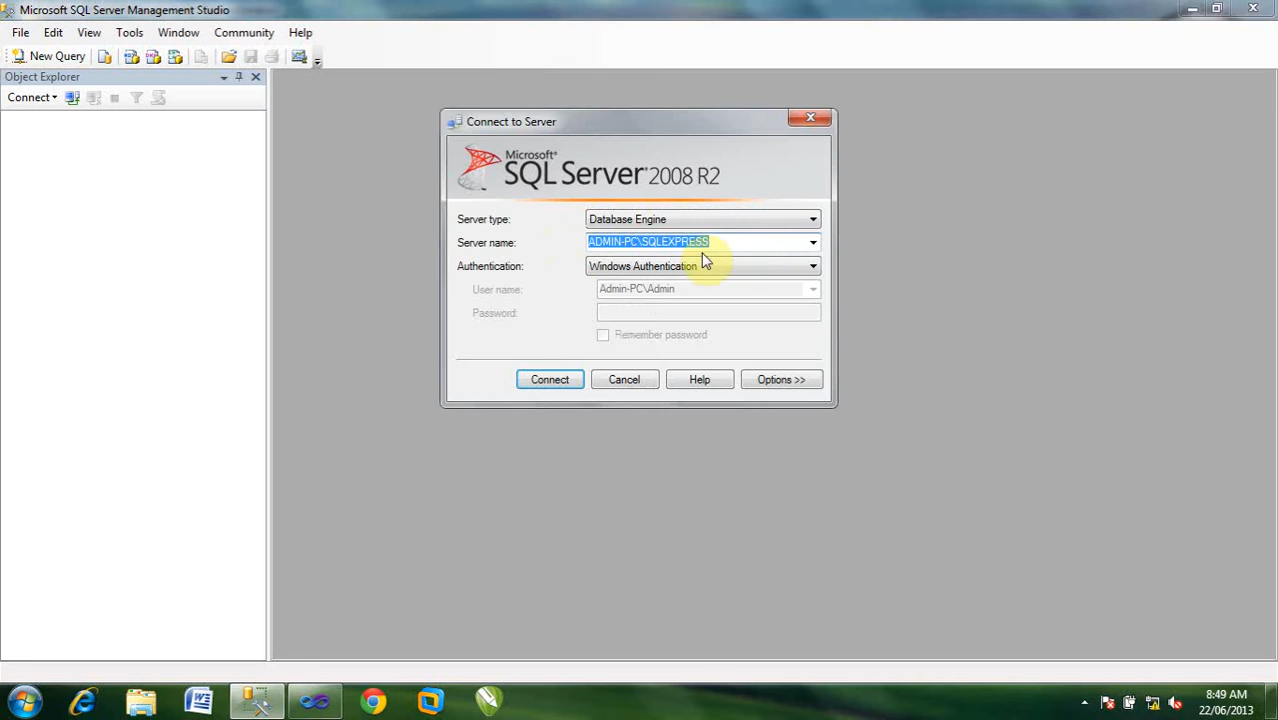 Microsoft SQL Server Management Studio
File Edit View Tools Window Community Help
New Query
Object Explorer
Connect
Connect to Server
Microsoft®
SQL Server® 2008 R2
Server type: Database Engine
Server name: ADMIN-PC\SQLEXPRESS
Authentication: Windows Authentication
User name: Admin-PC\Admin
Password:
Remember password
Connect Cancel Help Options >>
8:49 AM
22/06/2013